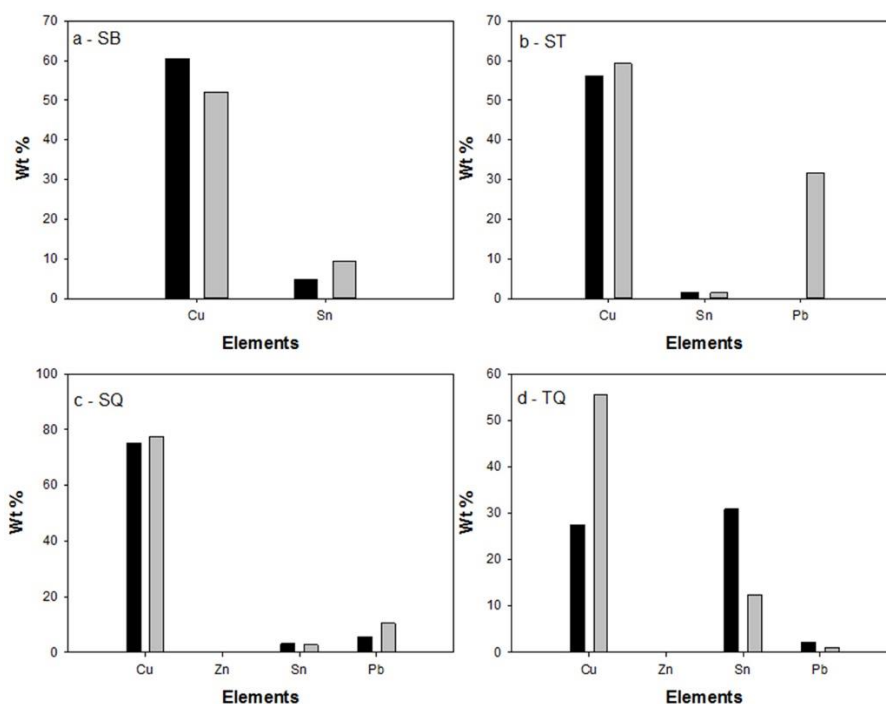 a - SB
70
60
50
40
30
20
10
0
Wt %
Cu Sn
Elements
b - ST
70
60
50
40
30
20
10
0
Wt %
Cu Sn Pb
Elements
c - SQ
100
80
60
40
20
0
Wt %
Cu Zn Sn Pb
Elements
d - TQ
60
50
40
30
20
10
0
Wt %
Cu Zn Sn Pb
Elements